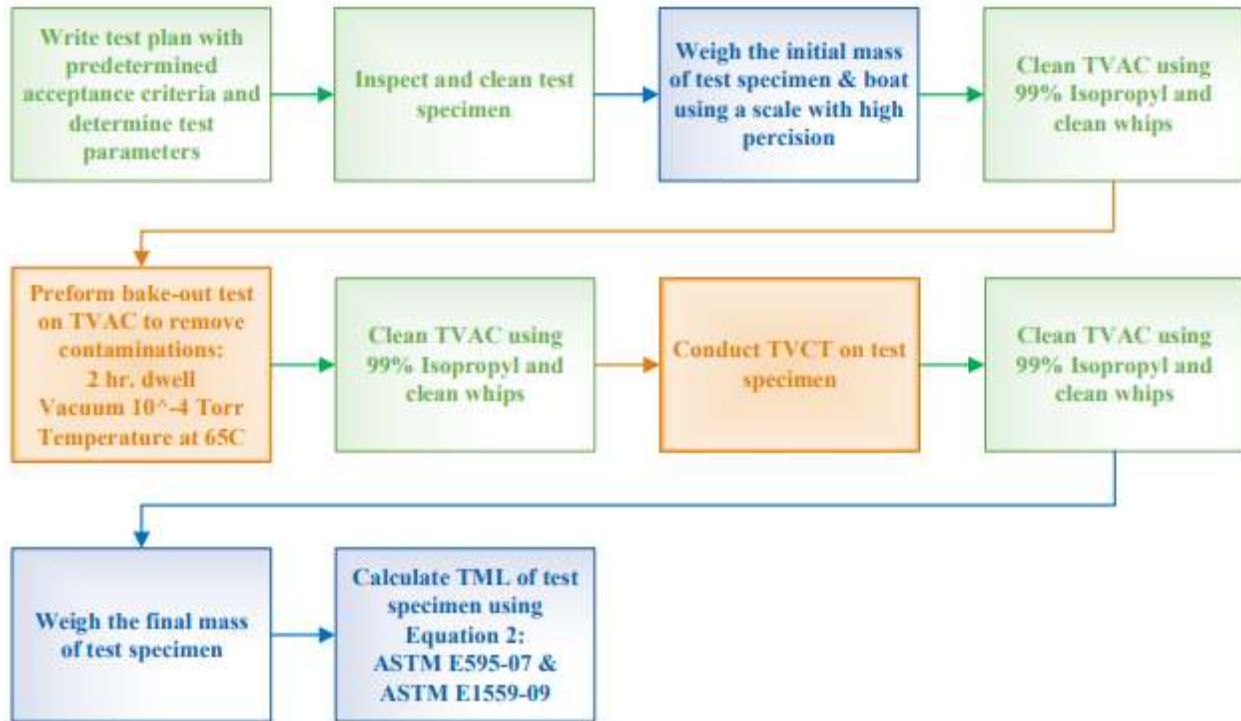 Write test plan with
predetermined
acceptance criteria and
determine test
parameters
Inspect and clean test
specimen
Weigh the initial mass
of test specimen & boat
using a scale with high
percision
Clean TVAC using
99% Isopropyl and
clean whips
Preform bake-out test
on TVAC to remove
contaminations:
2 hr. dwell
Vacuum 10^-4 Torr
Temperature at 65C
Clean TVAC using
99% Isopropyl and
clean whips
Conduct TVCT on test
specimen
Clean TVAC using
99% Isopropyl and
clean whips
Weigh the final mass
of test specimen
Calculate TML of test
specimen using
Equation 2:
ASTM E595-07 &
ASTM E1559-09